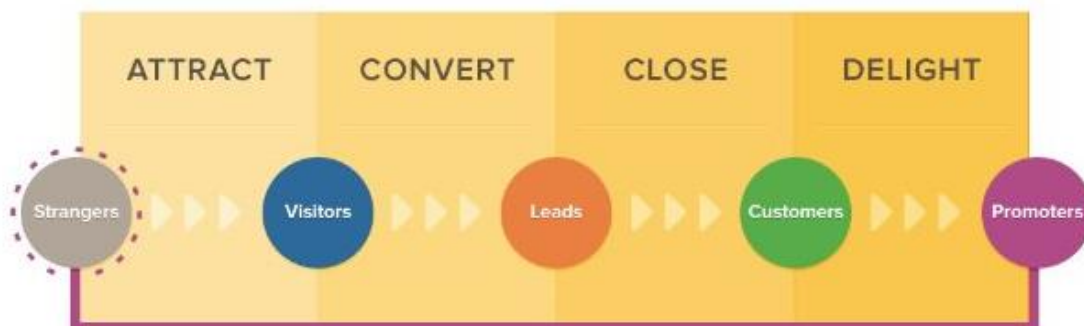 ATTRACT CONVERT CLOSE DELIGHT
Strangers Visitors Leads Customers Promoters